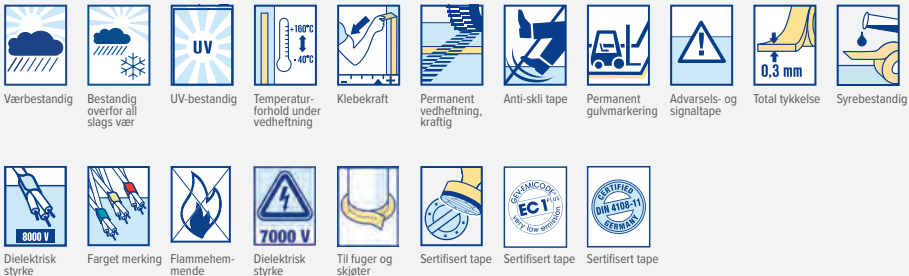 UV
+160°C
- 40°C
0,3 mm
Værbestandig
Bestandig
overfor all
slags vær
UV-bestandig
Temperatur-
forhold under
vedheftning
Klebekraft
Permanent
vedheftning,
kraftig
Anti-skli tape
Permanent
gulvmarkering
Advarsels- og
signaltape
Total tykkelse
Syrebestandig
8000 V
7000 V
GEV-EMICODE
EC 1 PLUS
very low emission
CERTIFIED
DIN 4108-11
GERMANY
Dielektrisk
styrke
Farget merking
Flammehem-
mende
Dielektrisk
styrke
Til fuger og
skjøter
Sertifisert tape
Sertifisert tape
Sertifisert tape